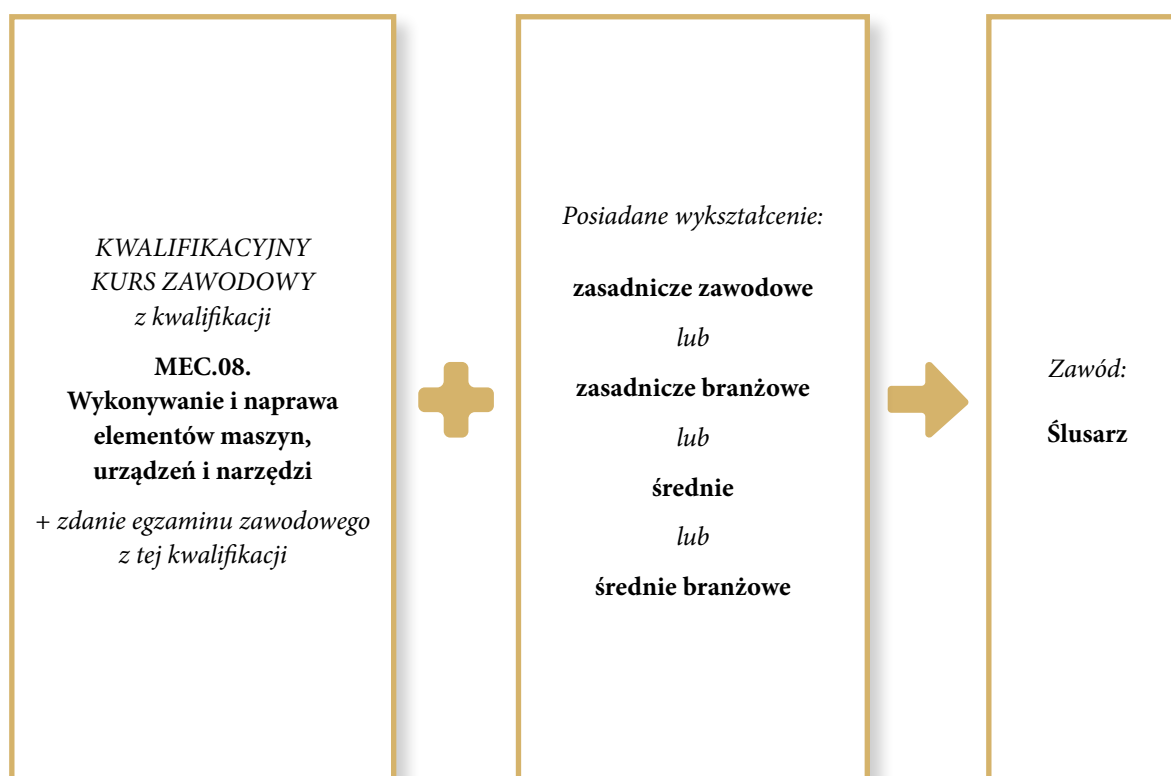 KWALIFIKACYJNY
KURS ZAWODOWY
z kwalifikacji
MEC.08.
Wykonywanie i naprawa
elementów maszyn,
urządzeń i narzędzi
+ zdanie egzaminu zawodowego
z tej kwalifikacji
Posiadane wykształcenie:
zasadnicze zawodowe
lub
zasadnicze branżowe
lub
średnie
lub
średnie branżowe
Zawód:
Ślusarz